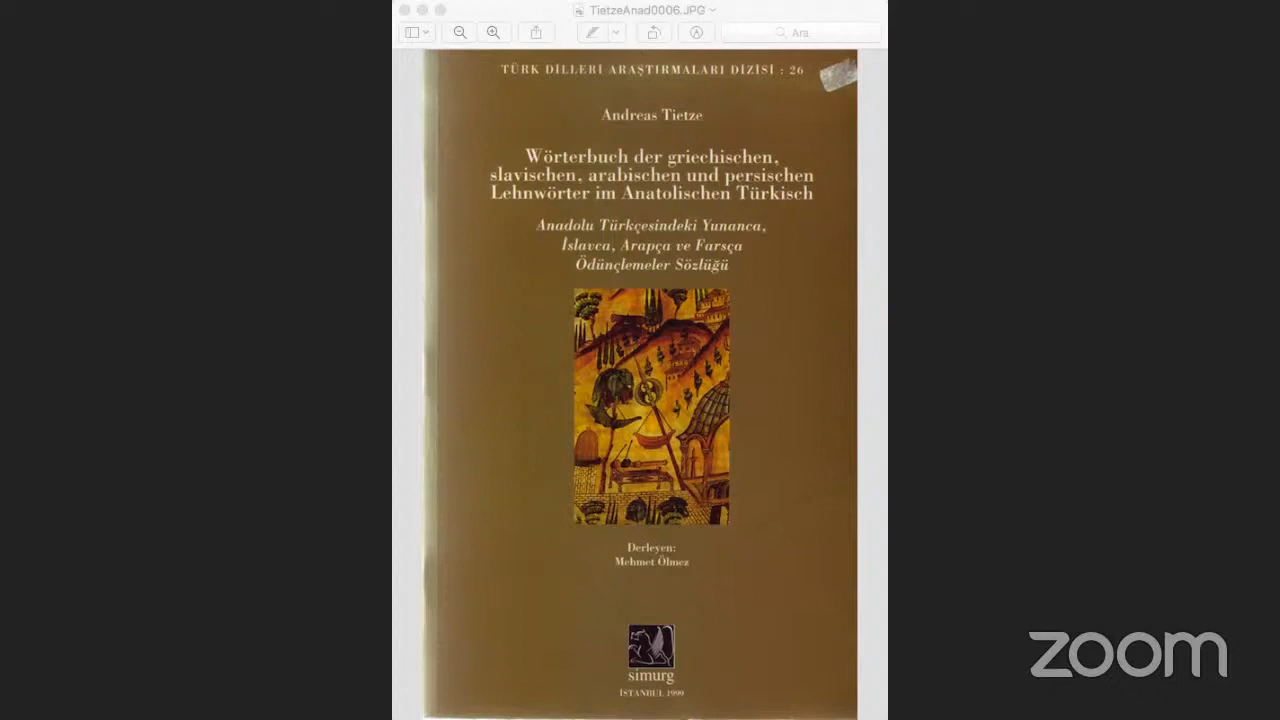 TietzeAnad0006.JPG
Ara
TÜRK DİLLERİ ARAŞTIRMALARI DİZİSİ : 26
Andreas Tietze
Wörterbuch der griechischen,
slavischen, arabischen und persischen
Lehnwörter im Anatolischen Türkisch
Anadolu Türkçesindeki Yunanca,
İslavca, Arapça ve Farsça
Ödünçlemeler Sözlüğü
Derleyen:
Mehmet Ölmez
simurg
İSTANBUL 1999
zoom